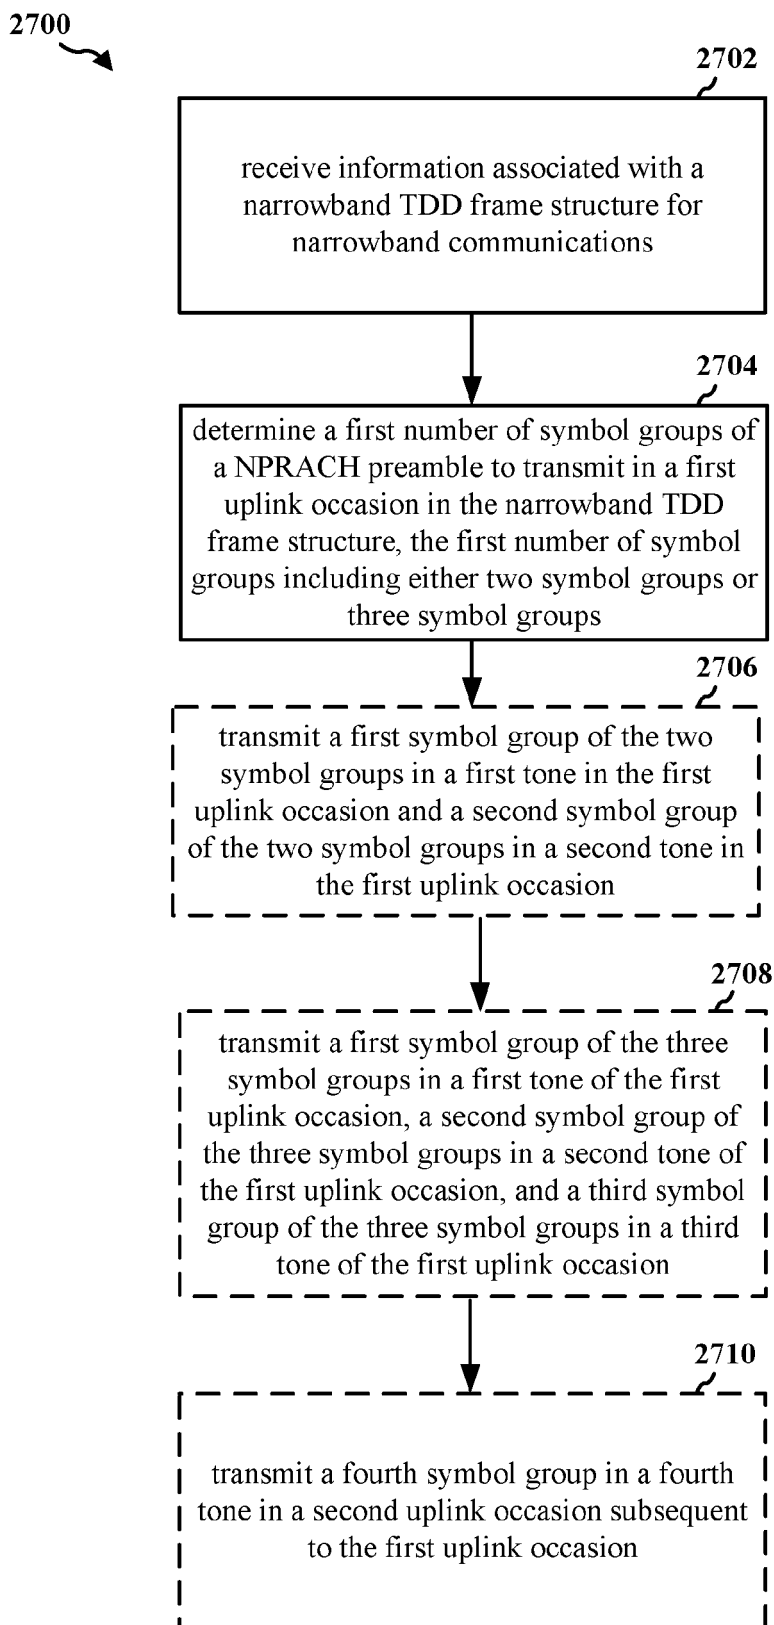 2700
2702
receive information associated with a
narrowband TDD frame structure for
narrowband communications
2704
determine a first number of symbol groups of
a NPRACH preamble to transmit in a first
uplink occasion in the narrowband TDD
frame structure, the first number of symbol
groups including either two symbol groups or
three symbol groups
2706
transmit a first symbol group of the two
symbol groups in a first tone in the first
uplink occasion and a second symbol group
of the two symbol groups in a second tone in
the first uplink occasion
2708
transmit a first symbol group of the three
symbol groups in a first tone of the first
uplink occasion, a second symbol group of
the three symbol groups in a second tone of
the first uplink occasion, and a third symbol
group of the three symbol groups in a third
tone of the first uplink occasion
2710
transmit a fourth symbol group in a fourth
tone in a second uplink occasion subsequent
to the first uplink occasion